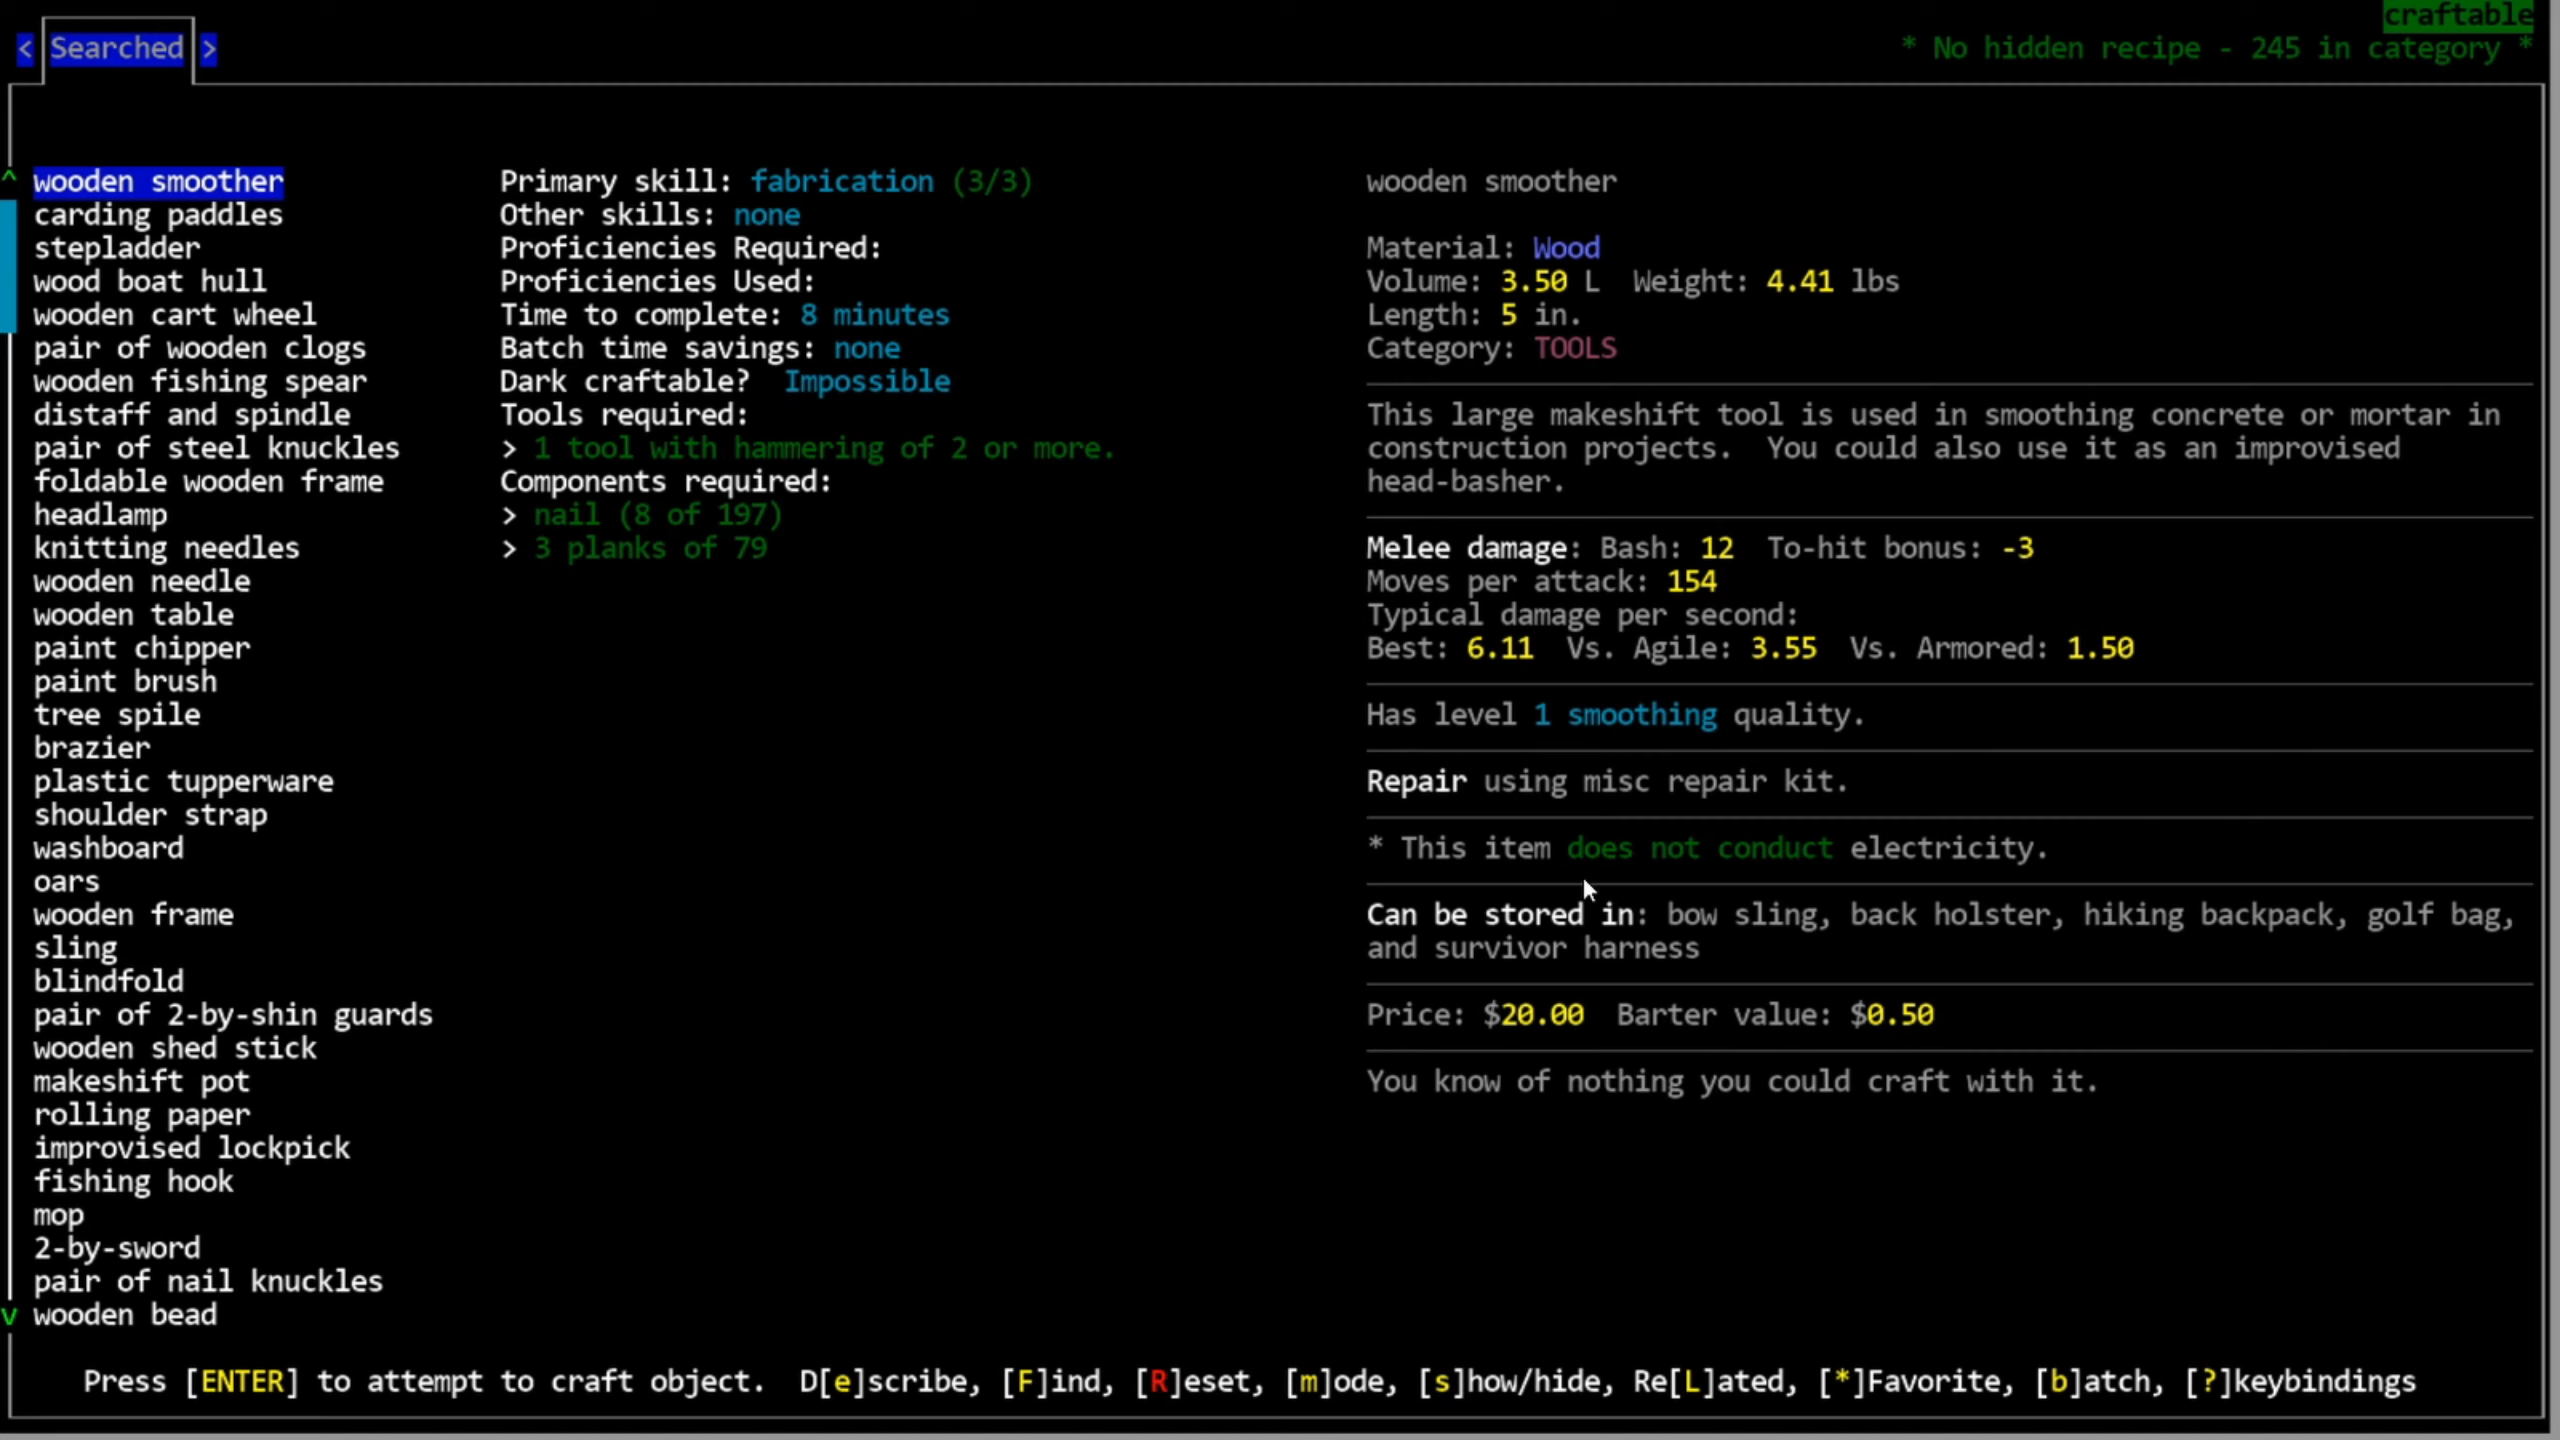 craftable
< Searched >
* No hidden recipe - 245 in category *
^ wooden smoother
carding paddles
stepladder
wood boat hull
wooden cart wheel
pair of wooden clogs
wooden fishing spear
distaff and spindle
pair of steel knuckles
foldable wooden frame
headlamp
knitting needles
wooden needle
wooden table
paint chipper
paint brush
tree spile
brazier
plastic tupperware
shoulder strap
washboard
oars
wooden frame
sling
blindfold
pair of 2-by-shin guards
wooden shed stick
makeshift pot
rolling paper
improvised lockpick
fishing hook
mop
2-by-sword
pair of nail knuckles
v wooden bead
Primary skill: fabrication (3/3)
Other skills: none
Proficiencies Required:
Proficiencies Used:
Time to complete: 8 minutes
Batch time savings: none
Dark craftable? Impossible
Tools required:
> 1 tool with hammering of 2 or more.
Components required:
> nail (8 of 197)
> 3 planks of 79
wooden smoother
Material: Wood
Volume: 3.50 L Weight: 4.41 lbs
Length: 5 in.
Category: TOOLS
This large makeshift tool is used in smoothing concrete or mortar in
construction projects. You could also use it as an improvised
head-basher.
Melee damage: Bash: 12 To-hit bonus: -3
Moves per attack: 154
Typical damage per second:
Best: 6.11 Vs. Agile: 3.55 Vs. Armored: 1.50
Has level 1 smoothing quality.
Repair using misc repair kit.
* This item does not conduct electricity.
Can be stored in: bow sling, back holster, hiking backpack, golf bag,
and survivor harness
Price: $20.00 Barter value: $0.50
You know of nothing you could craft with it.
Press [ENTER] to attempt to craft object. D[e]scribe, [F]ind, [R]eset, [m]ode, [s]how/hide, Re[L]ated, [*]Favorite, [b]atch, [?]keybindings